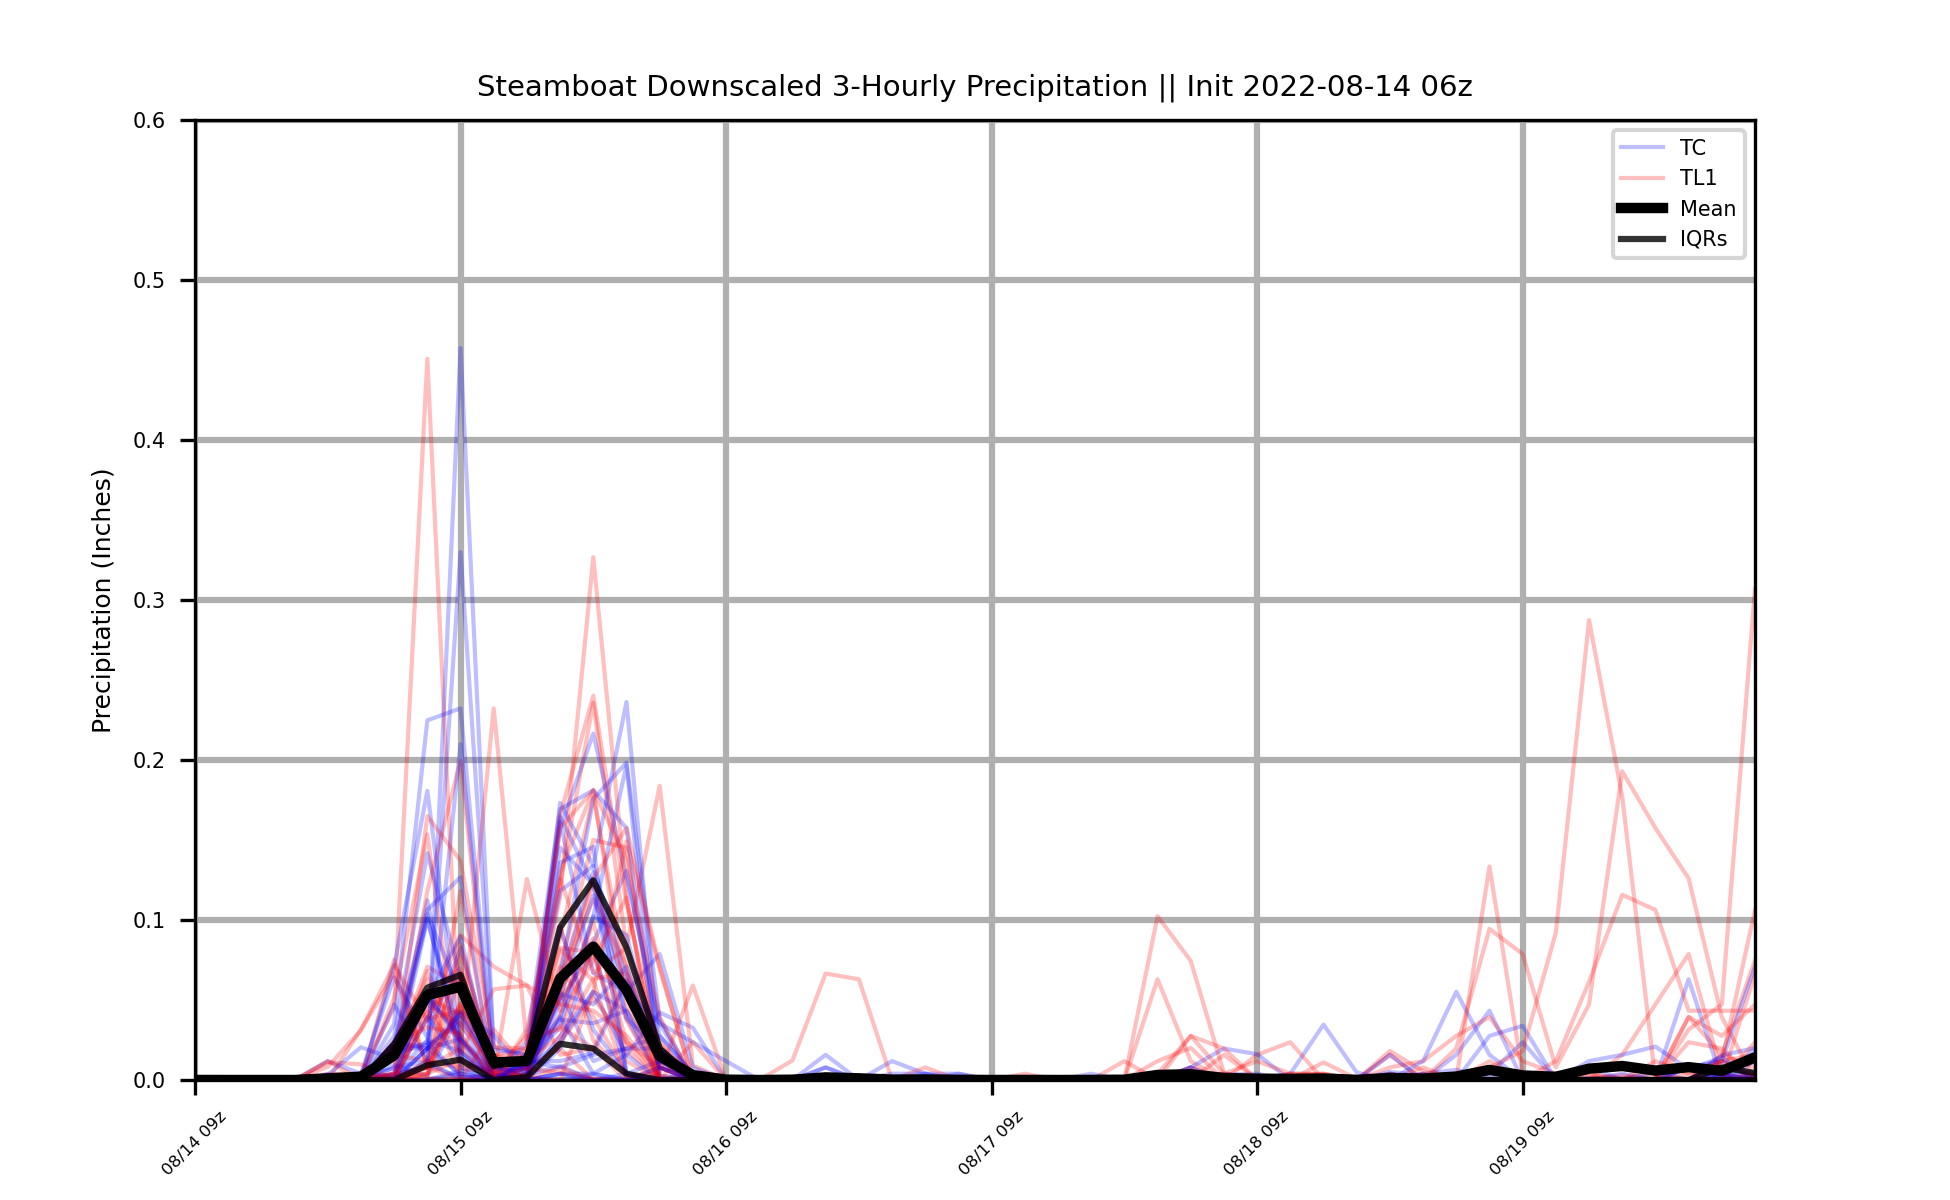 Steamboat Downscaled 3-Hourly Precipitation || Init 2022-08-14 06z
TC
TL1
Mean
IQRs
Precipitation (Inches)
0.6
0.5
0.4
0.3
0.2
0.1
0.0
08/14 09z
08/15 09z
08/16 09z
08/17 09z
08/18 09z
08/19 09z